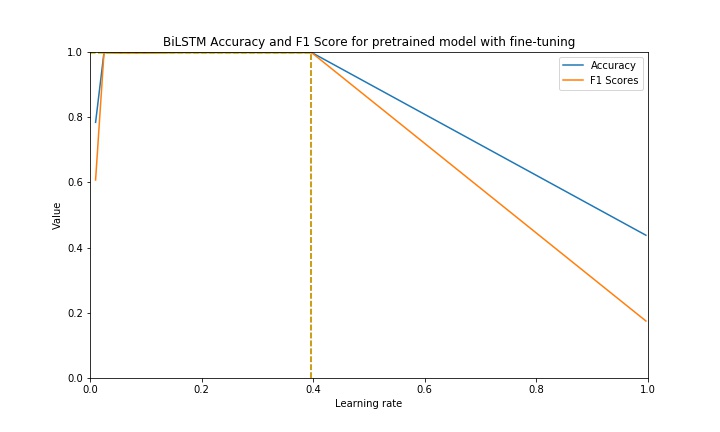 BiLSTM Accuracy and F1 Score for pretrained model with fine-tuning
1.0
0.8
0.6
0.4
0.2
0.0
Value
Accuracy
F1 Scores
0.0 0.2 0.4 0.6 0.8 1.0
Learning rate